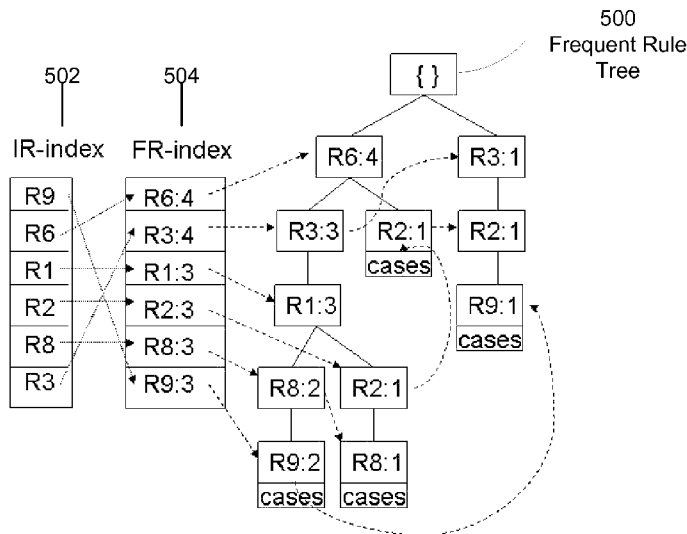 500
Frequent Rule
Tree
502
504
{ }
IR-index
FR-index
R6:4
R3:1
R9
R6:4
R6
R3:4
R3:3
R2:1
R2:1
cases
R1
R1:3
R1:3
R9:1
cases
R2
R2:3
R8
R8:3
R3
R9:3
R8:2
R2:1
R9:2
R8:1
cases
cases